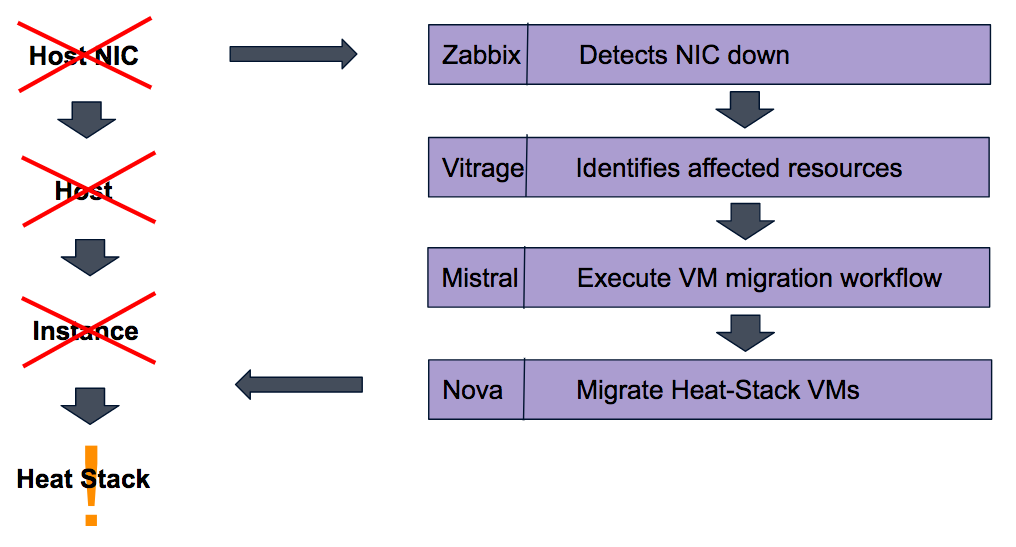 Host NIC
Zabbix Detects NIC down
Host
Vitrage Identifies affected resources
Mistral Execute VM migration workflow
Instance
Nova Migrate Heat-Stack VMs
Heat Stack
!